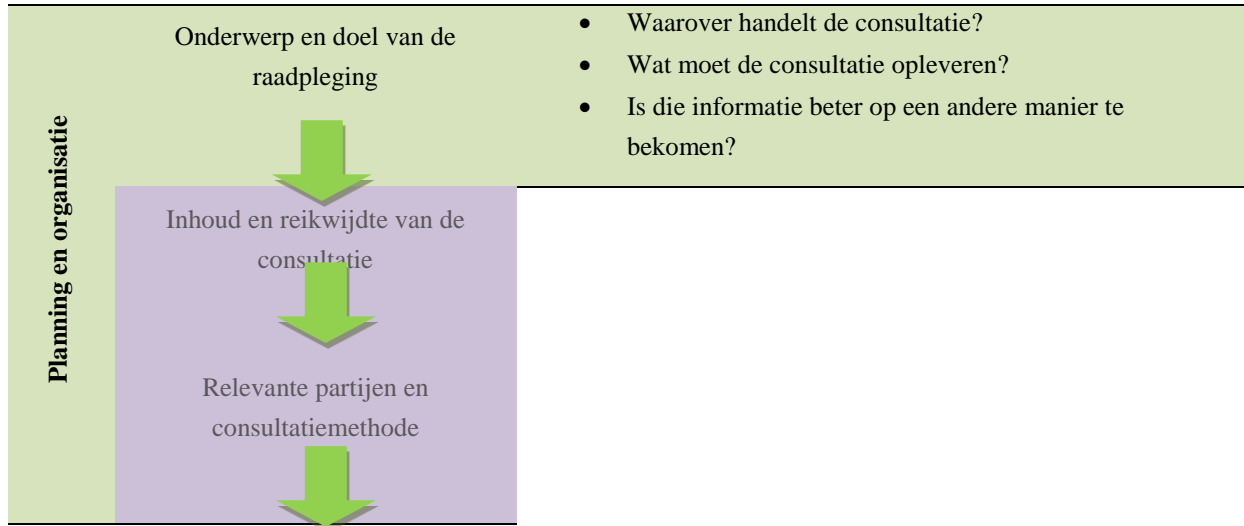 Planning en organisatie
Onderwerp en doel van de
raadpleging
• Waarover handelt de consultatie?
• Wat moet de consultatie opleveren?
• Is die informatie beter op een andere manier te
bekomen?
Inhoud en reikwijdte van de
consultatie
Relevante partijen en
consultatiemethode